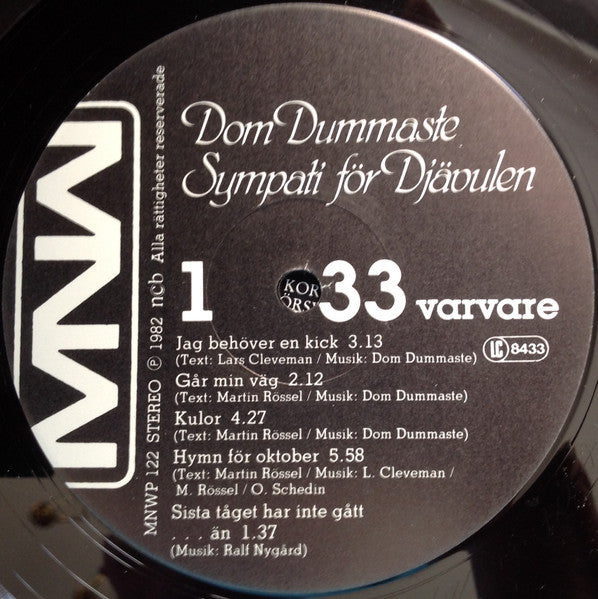 Dom Dummaste
Sympati för Djävulen
1 33 varvare
KOR
ÖRS
Jag behöver en kick 3.13
(Text: Lars Cleveman / Musik: Dom Dummaste)
LC 8433
Går min väg 2.12
(Text: Martin Rössel / Musik: Dom Dummaste)
Kulor 4.27
(Text: Martin Rössel / Musik: Dom Dummaste)
Hymn för oktober 5.58
(Text: Martin Rössel / Musik: L. Cleveman /
M. Rössel / O. Schedin
Sista tåget har inte gått
. . . än 1.37
(Musik: Ralf Nygård)
MNW
MNWP 122 STEREO Ⓟ 1982 ncb Alla rättigheter reserverade